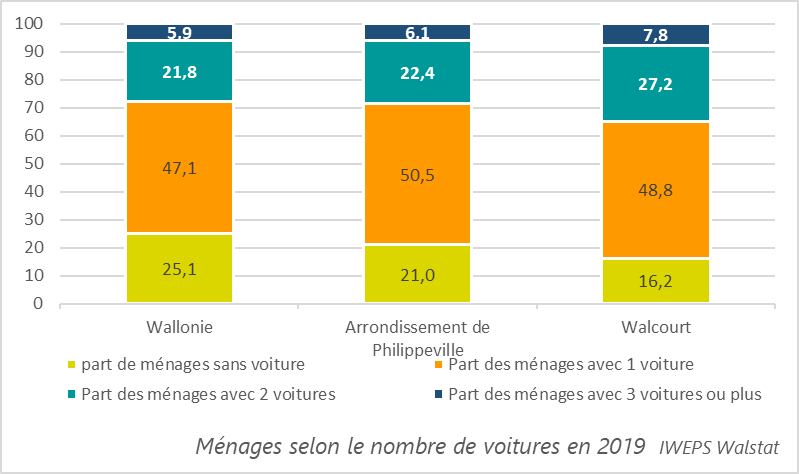 100
90
80
70
60
50
40
30
20
10
0
5,9
6,1
7,8
21,8
22,4
27,2
47,1
50,5
48,8
25,1
21,0
16,2
Wallonie
Arrondissement de
Philippeville
Walcourt
part de ménages sans voiture
Part des ménages avec 1 voiture
Part des ménages avec 2 voitures
Part des ménages avec 3 voitures ou plus
Ménages selon le nombre de voitures en 2019 IWEPS Walstat